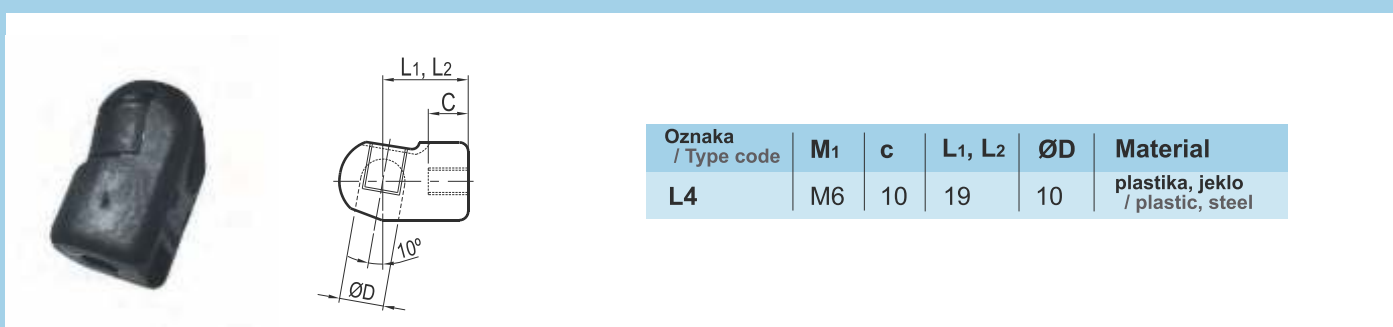 L1, L2
C
10º
ØD
Oznaka / Type code M1 c L1, L2 ØD Material
L4 M6 10 19 10 plastika, jeklo / plastic, steel